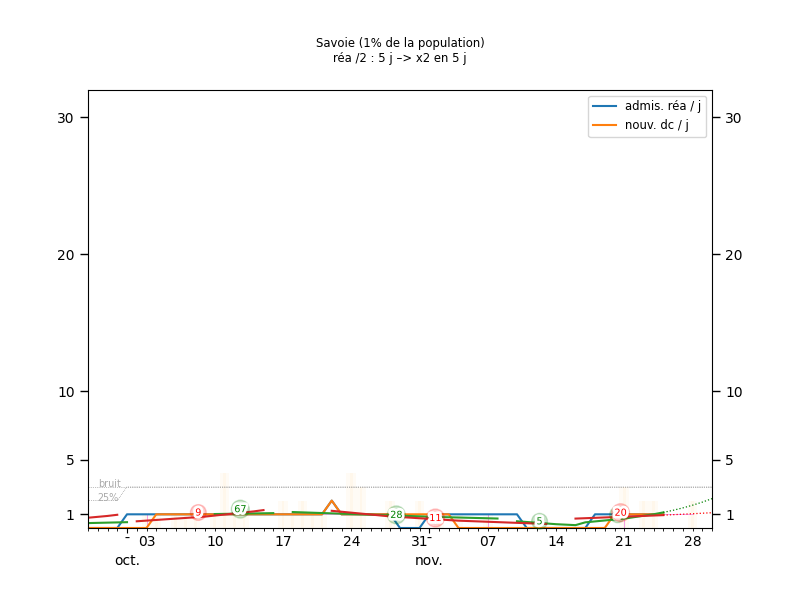 Savoie (1% de la population)
réa /2 : 5 j –> x2 en 5 j
admis. réa / j
nouv. dc / j
30
30
20
20
10
10
5
5
1
1
bruit
25%
9
67
28
11
5
20
- 03 10 17 24 31 - 07 14 21 28
oct. nov.